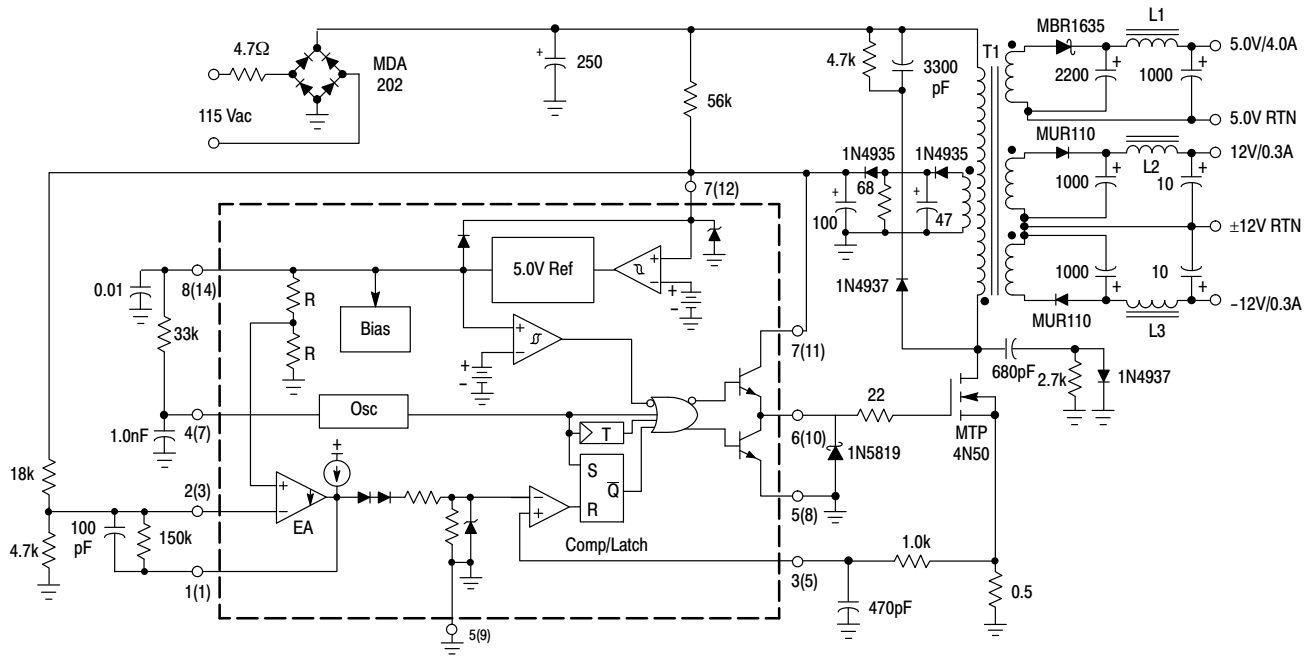 4.7Ω
MDA
202
115 Vac
+
250
56k
4.7k
3300
pF
T1
MBR1635
L1
5.0V/4.0A
+
2200
+
1000
5.0V RTN
MUR110
12V/0.3A
L2
+
1000
+
10
±12V RTN
1000
+
10
+
MUR110
L3
−12V/0.3A
1N4935
1N4935
68
+
100
+
47
7(12)
1N4937
680pF
2.7k
1N4937
0.01
8(14)
33k
R
R
Bias
5.0V Ref
+
−
+
−
+
−
+
−
7(11)
1.0nF
4(7)
Osc
T
S
Q
R
6(10)
22
MTP
4N50
1N5819
5(8)
18k
2(3)
+
−
EA
+
−
+
Comp/Latch
100
pF
150k
4.7k
1(1)
3(5)
1.0k
470pF
0.5
5(9)